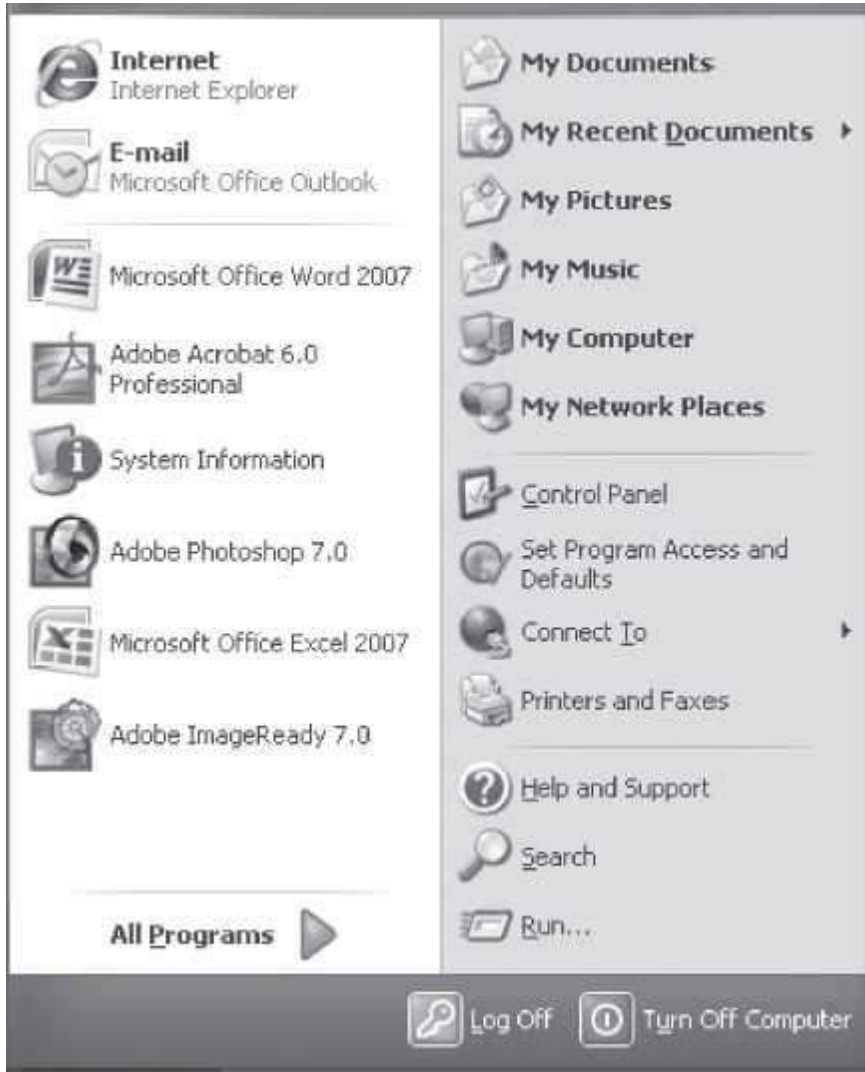 Internet
Internet Explorer
E-mail
Microsoft Office Outlook
Microsoft Office Word 2007
Adobe Acrobat 6.0
Professional
System Information
Adobe Photoshop 7.0
Microsoft Office Excel 2007
Adobe ImageReady 7.0
All Programs
My Documents
My Recent Documents
My Pictures
My Music
My Computer
My Network Places
Control Panel
Set Program Access and
Defaults
Connect To
Printers and Faxes
Help and Support
Search
Run...
Log Off
Turn Off Computer